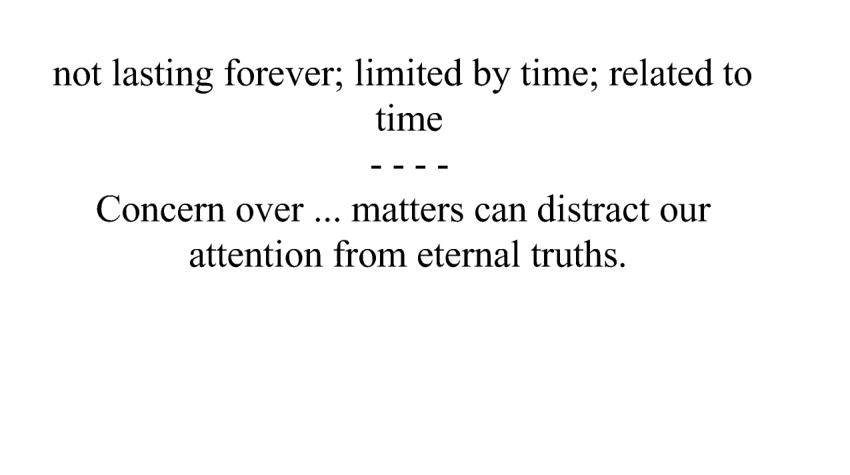 not lasting forever; limited by time; related to
time
- - - -
Concern over ... matters can distract our
attention from eternal truths.